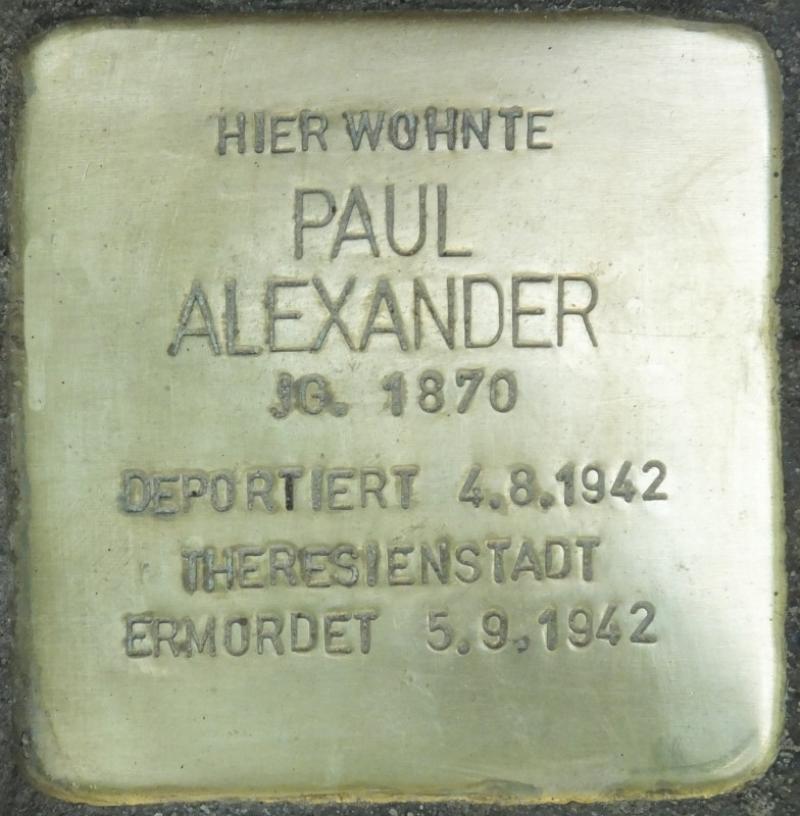 HIER WOHNTE
PAUL
ALEXANDER
JG. 1870
DEPORTIERT 4.8.1942
THERESIENSTADT
ERMORDET 5.9.1942